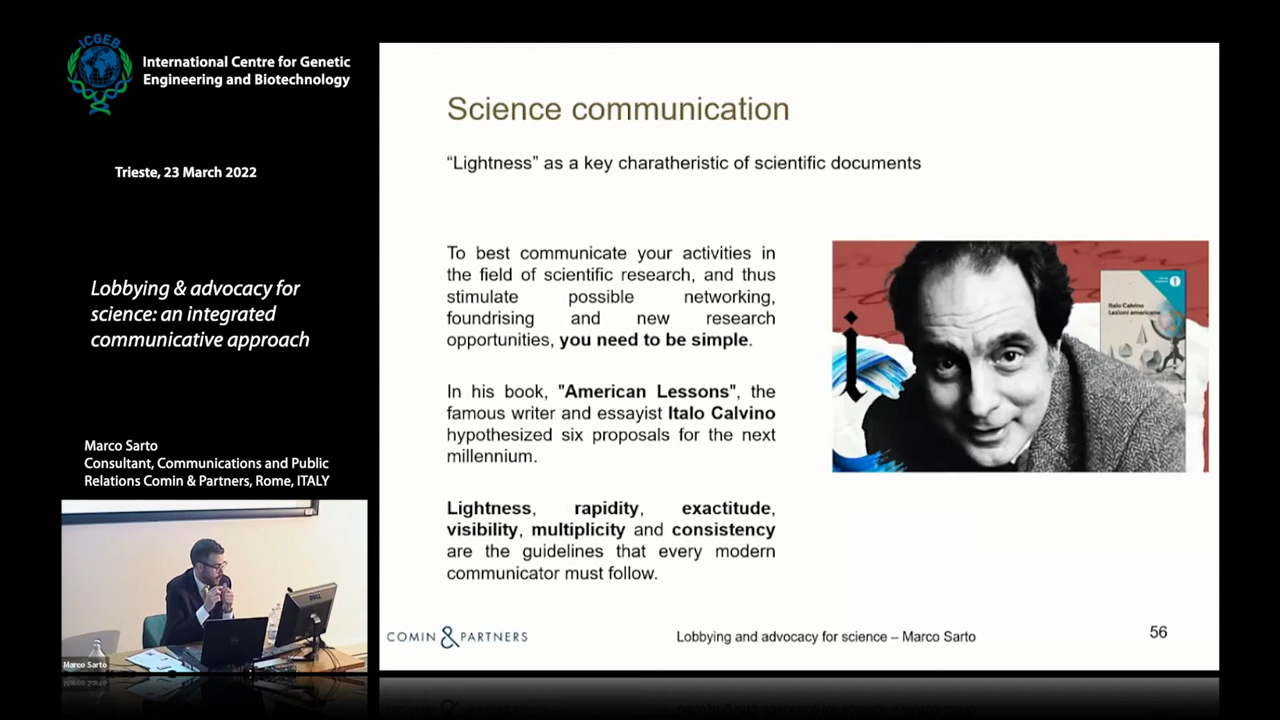 ICGEB
International Centre for Genetic
Engineering and Biotechnology
Trieste, 23 March 2022
Lobbying & advocacy for
science: an integrated
communicative approach
Marco Sarto
Consultant, Communications and Public
Relations Comin & Partners, Rome, ITALY
Marco Sarto
Science communication
“Lightness” as a key charatheristic of scientific documents
To best communicate your activities in
the field of scientific research, and thus
stimulate possible networking,
foundrising and new research
opportunities, you need to be simple.
In his book, "American Lessons", the
famous writer and essayist Italo Calvino
hypothesized six proposals for the next
millennium.
Lightness, rapidity, exactitude,
visibility, multiplicity and consistency
are the guidelines that every modern
communicator must follow.
i
Italo Calvino
Lezioni americane
COMIN & PARTNERS
Lobbying and advocacy for science – Marco Sarto
56
DELL